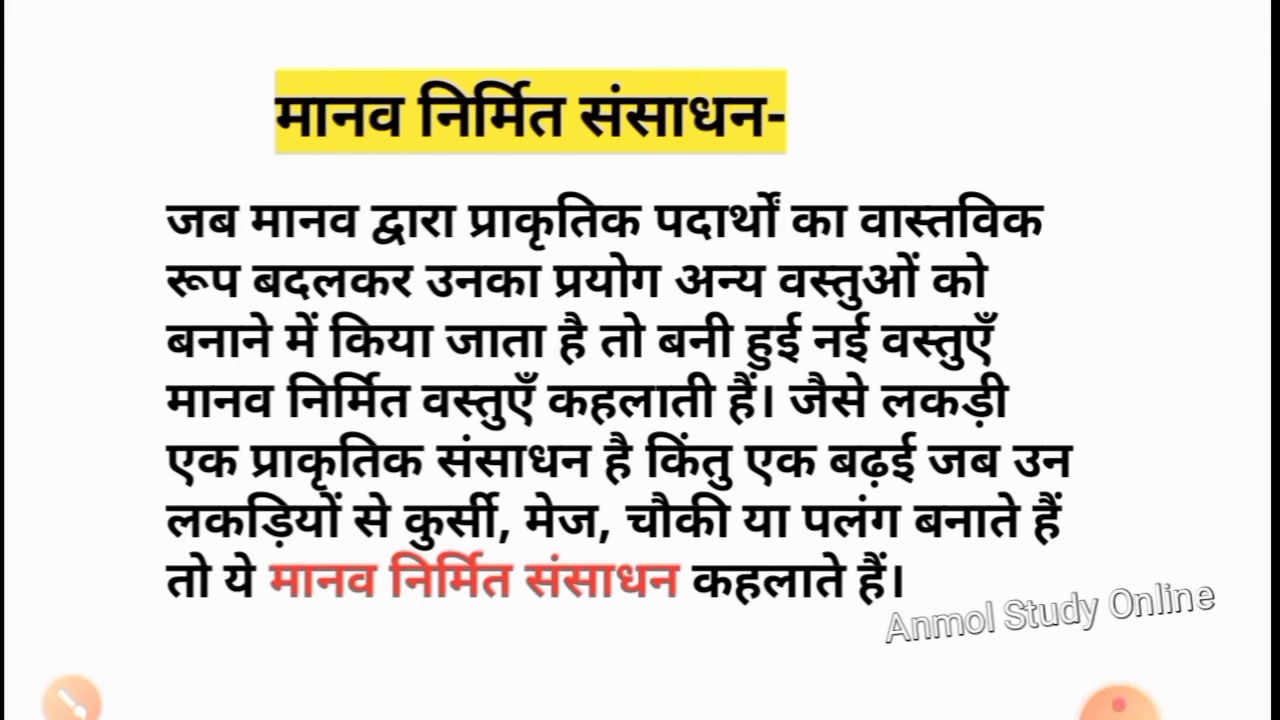 मानव निर्मित संसाधन-
जब मानव द्वारा प्राकृतिक पदार्थों का वास्तविक
रूप बदलकर उनका प्रयोग अन्य वस्तुओं को
बनाने में किया जाता है तो बनी हुई नई वस्तुएँ
मानव निर्मित वस्तुएँ कहलाती हैं। जैसे लकड़ी
एक प्राकृतिक संसाधन है किंतु एक बढ़ई जब उन
लकड़ियों से कुर्सी, मेज, चौकी या पलंग बनाते हैं
तो ये मानव निर्मित संसाधन कहलाते हैं।
Anmol Study Online